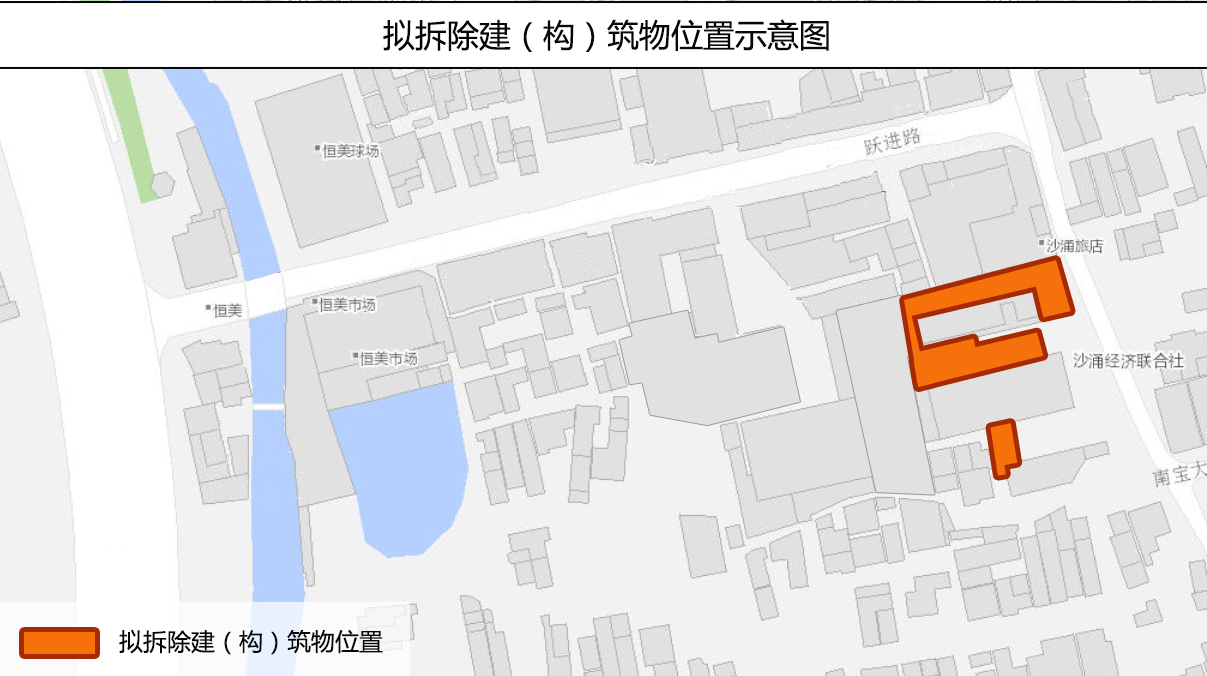 拟拆除建（构）筑物位置示意图
跃进路
恒美球场
沙涌旅店
恒美市场
恒美
恒美市场
沙涌经济联合社
南宝大
拟拆除建（构）筑物位置